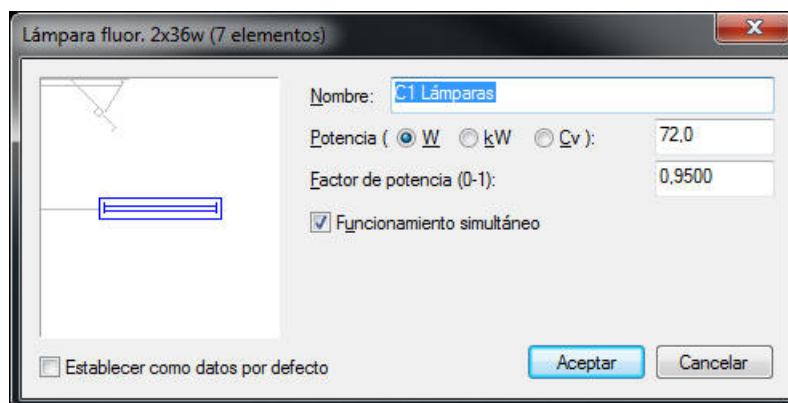 Lámpara fluor. 2x36w (7 elementos)
Nombre: C1 Lámparas
Potencia ( W kW Cv ): 72,0
Factor de potencia (0-1): 0,9500
Funcionamiento simultáneo
Establecer como datos por defecto
Aceptar Cancelar